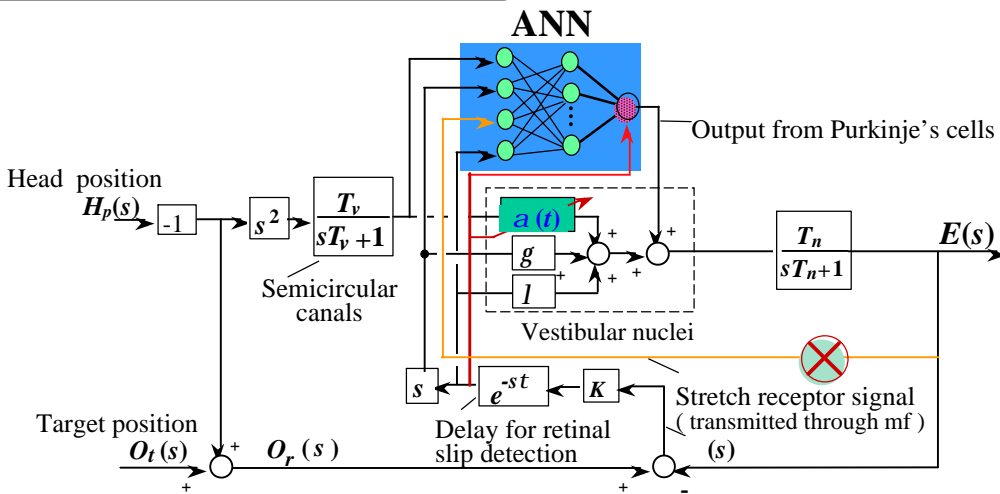 ANN
Output from Purkinje's cells
Head position
H_p(s)
-1
s^2
T_v
sT_v+1
a(t)
g
l
T_n
sT_n+1
E(s)
Semicircular
canals
Vestibular nuclei
s
e^-st
K
Stretch receptor signal
( transmitted through mf )
(s)
Target position
O_t(s)
O_r(s)
Delay for retinal
slip detection
+
+
+
+
+
+
+
+
-